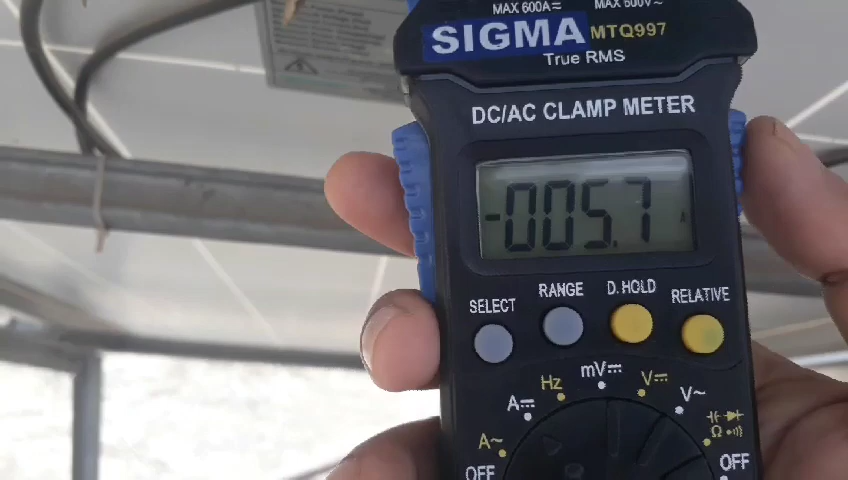 MAX 600A⎓ MAX 600V~
SIGMA MTQ997
True RMS
DC/AC CLAMP METER
-005.7 A
SELECT RANGE D. HOLD RELATIVE
A~ A⎓ Hz mV⎓ V⎓ V~ Ω
OFF OFF